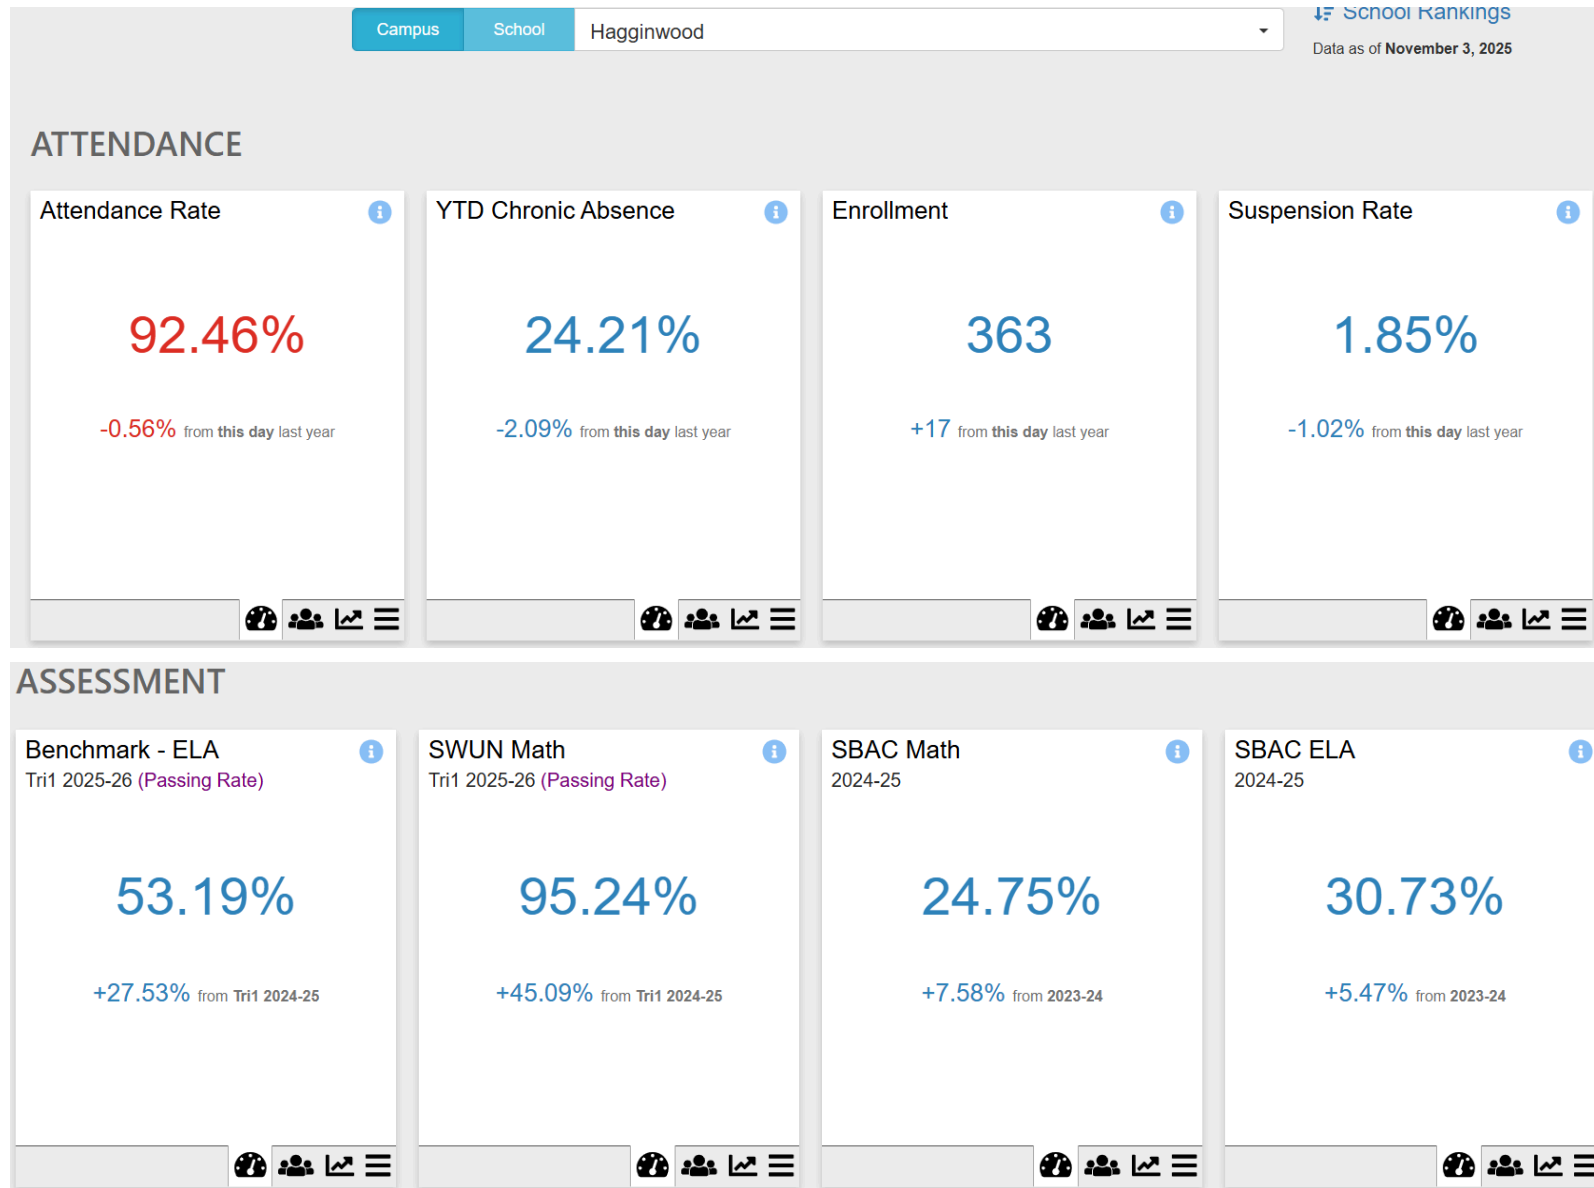 Campus School Hagginwood
School Rankings
Data as of November 3, 2025
ATTENDANCE
Attendance Rate
92.46%
-0.56% from this day last year
YTD Chronic Absence
24.21%
-2.09% from this day last year
Enrollment
363
+17 from this day last year
Suspension Rate
1.85%
-1.02% from this day last year
ASSESSMENT
Benchmark - ELA
Tri1 2025-26 (Passing Rate)
53.19%
+27.53% from Tri1 2024-25
SWUN Math
Tri1 2025-26 (Passing Rate)
95.24%
+45.09% from Tri1 2024-25
SBAC Math
2024-25
24.75%
+7.58% from 2023-24
SBAC ELA
2024-25
30.73%
+5.47% from 2023-24